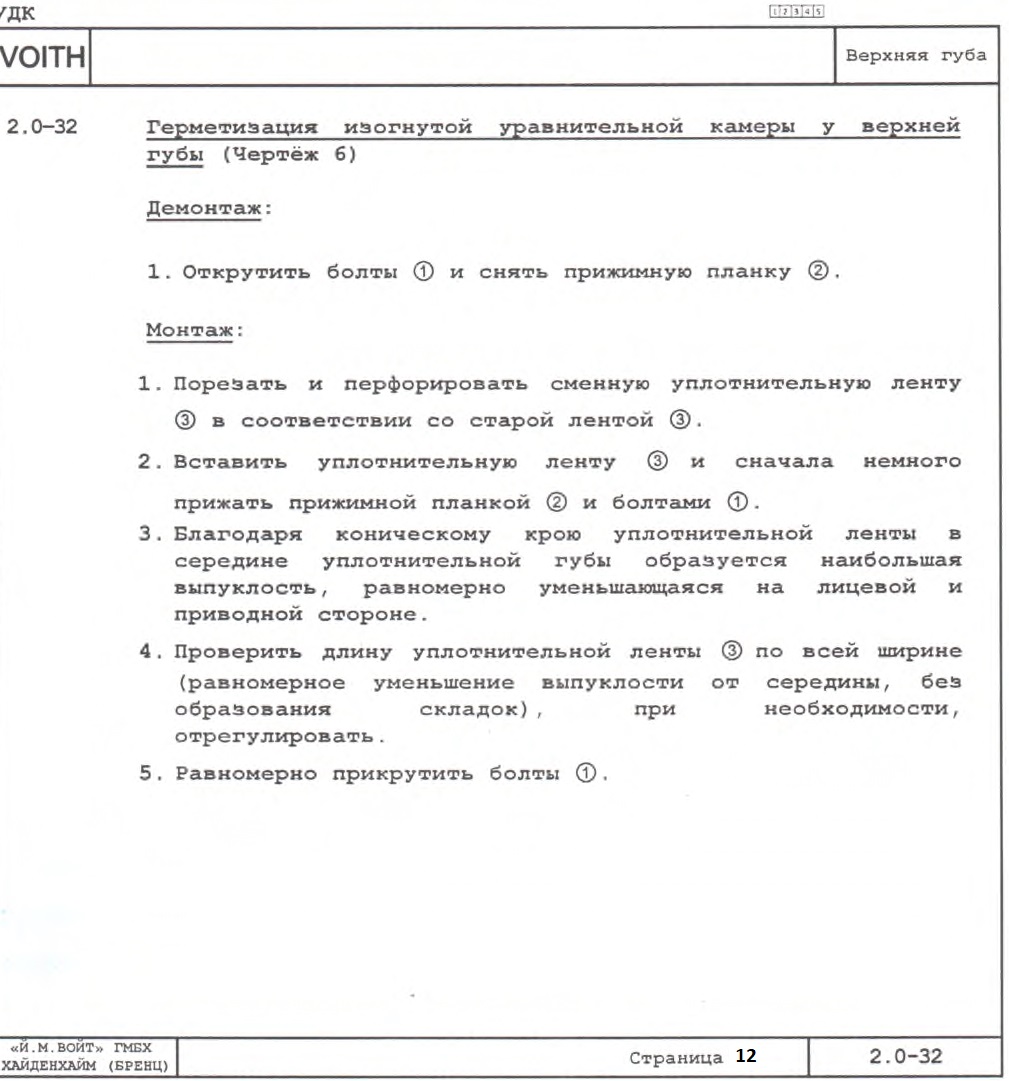 УДК
1 2 3 4 5
VOITH
Верхняя губа
2.0-32
Герметизация изогнутой уравнительной камеры у верхней
губы (Чертёж 6)
Демонтаж:
1. Открутить болты ① и снять прижимную планку ②.
Монтаж:
1. Порезать и перфорировать сменную уплотнительную ленту
③ в соответствии со старой лентой ③.
2. Вставить уплотнительную ленту ③ и сначала немного
прижать прижимной планкой ② и болтами ①.
3. Благодаря коническому крою уплотнительной ленты в
середине уплотнительной губы образуется наибольшая
выпуклость, равномерно уменьшающаяся на лицевой и
приводной стороне.
4. Проверить длину уплотнительной ленты ③ по всей ширине
(равномерное уменьшение выпуклости от середины, без
образования складок), при необходимости,
отрегулировать.
5. Равномерно прикрутить болты ①.
«Й.М.ВОЙТ» ГМБХ
ХАЙДЕНХАЙМ (БРЕНЦ)
Страница 12
2.0-32